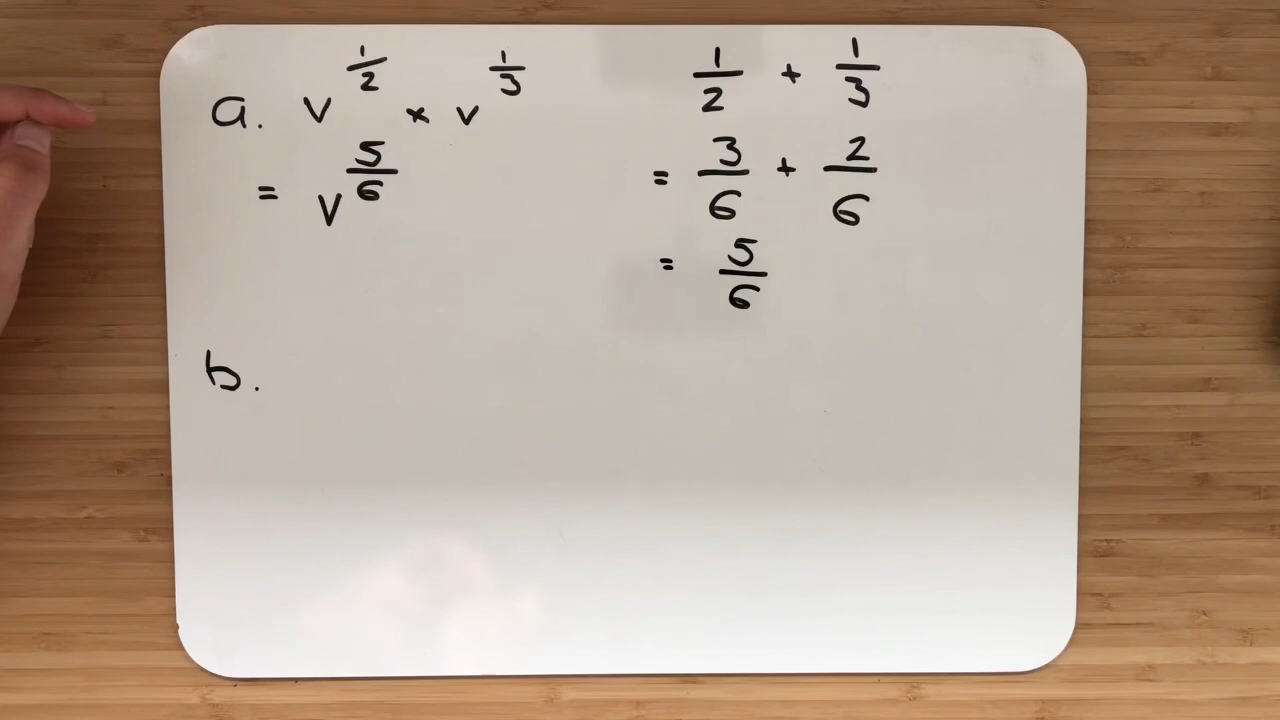 a. v^{1/2} × v^{1/3}
= v^{5/6}
1/2 + 1/3
= 3/6 + 2/6
= 5/6
b.